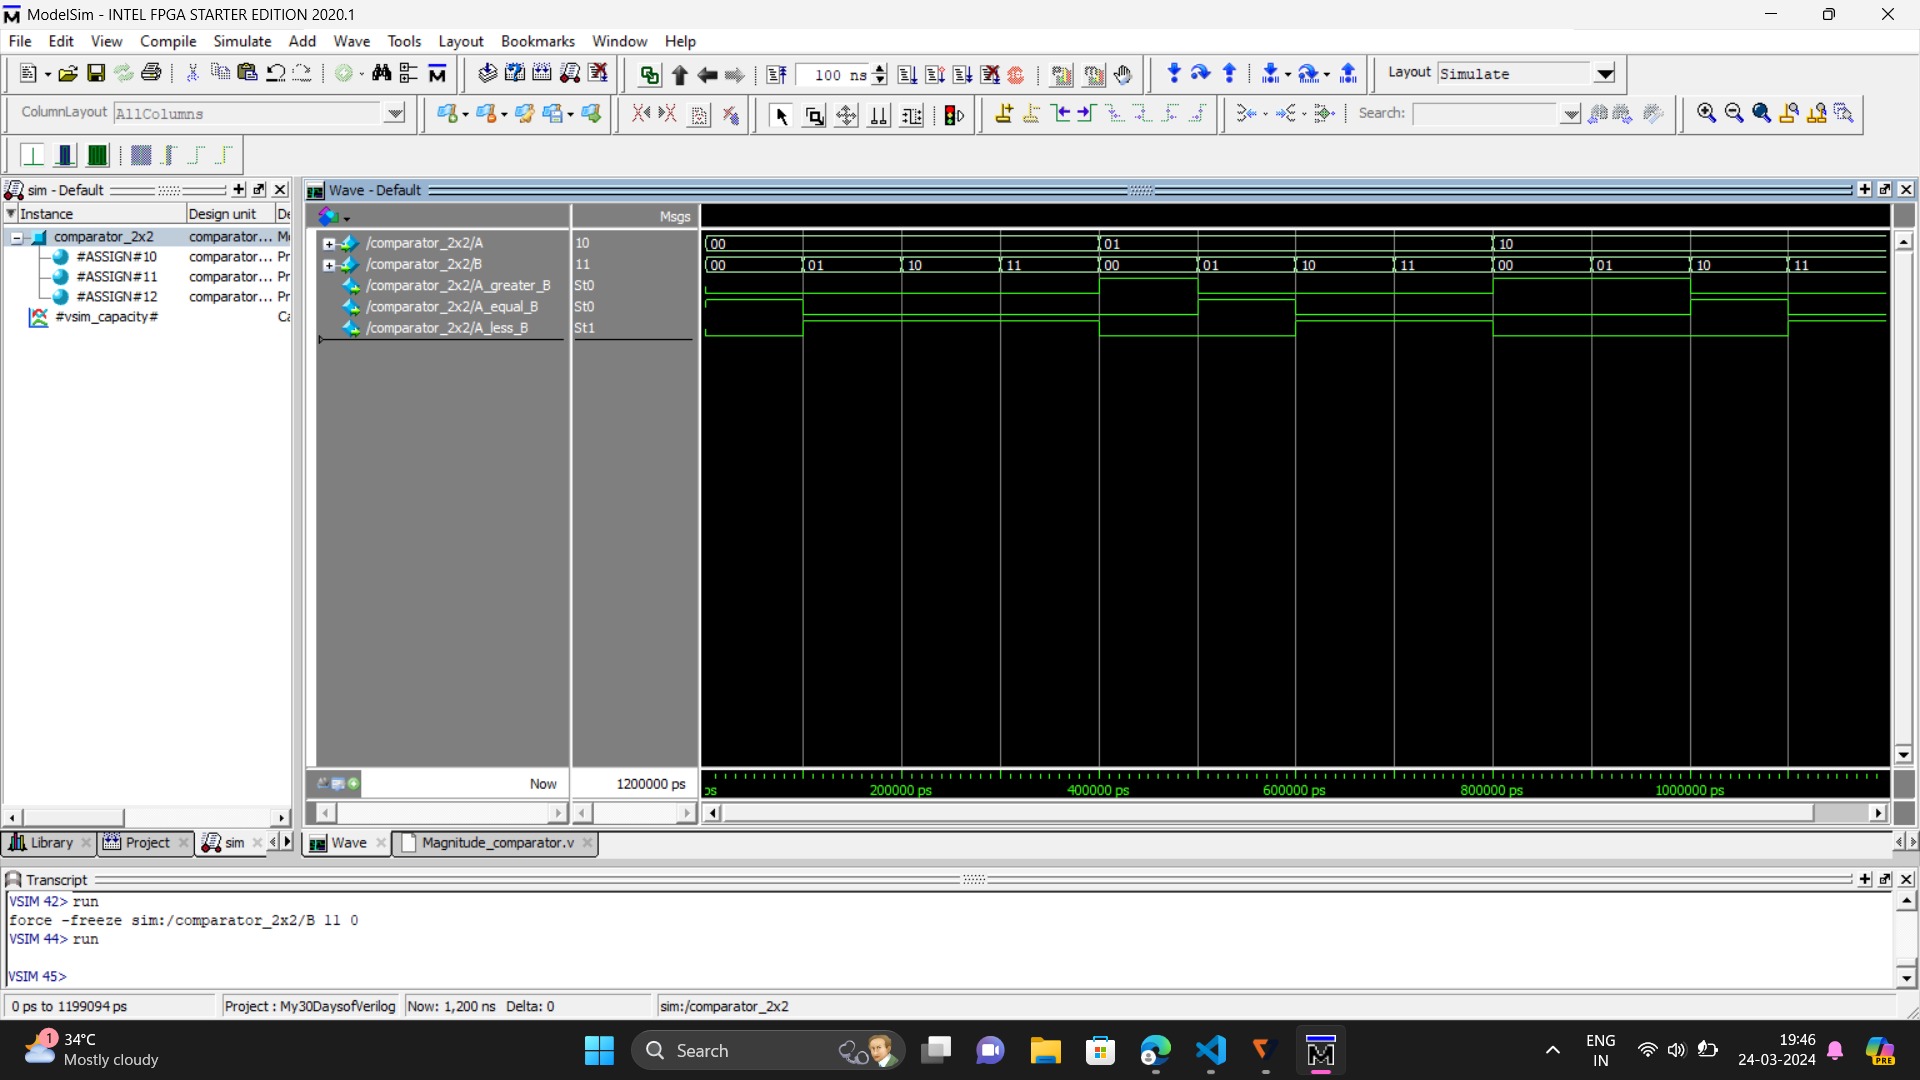 ModelSim - INTEL FPGA STARTER EDITION 2020.1
File Edit View Compile Simulate Add Wave Tools Layout Bookmarks Window Help
100 ns
Layout Simulate
ColumnLayout AllColumns
Search:
sim - Default
Instance Design unit
comparator_2x2 comparator...
#ASSIGN#10 comparator... Pr
#ASSIGN#11 comparator... Pr
#ASSIGN#12 comparator... Pr
#vsim_capacity#
Wave - Default
Msgs
/comparator_2x2/A 10 00 01 10
/comparator_2x2/B 11 00 01 10 11 00 01 10 11 00 01 10 11
/comparator_2x2/A_greater_B St0
/comparator_2x2/A_equal_B St0
/comparator_2x2/A_less_B St1
Now 1200000 ps
ps 200000 ps 400000 ps 600000 ps 800000 ps 1000000 ps
Library Project sim
Wave Magnitude_comparator.v
Transcript
VSIM 42> run
force -freeze sim:/comparator_2x2/B 11 0
VSIM 44> run
VSIM 45>
0 ps to 1199094 ps Project : My30DaysofVerilog Now: 1,200 ns Delta: 0 sim:/comparator_2x2
1
34°C
Mostly cloudy
Search
ENG
IN
19:46
24-03-2024
PRE